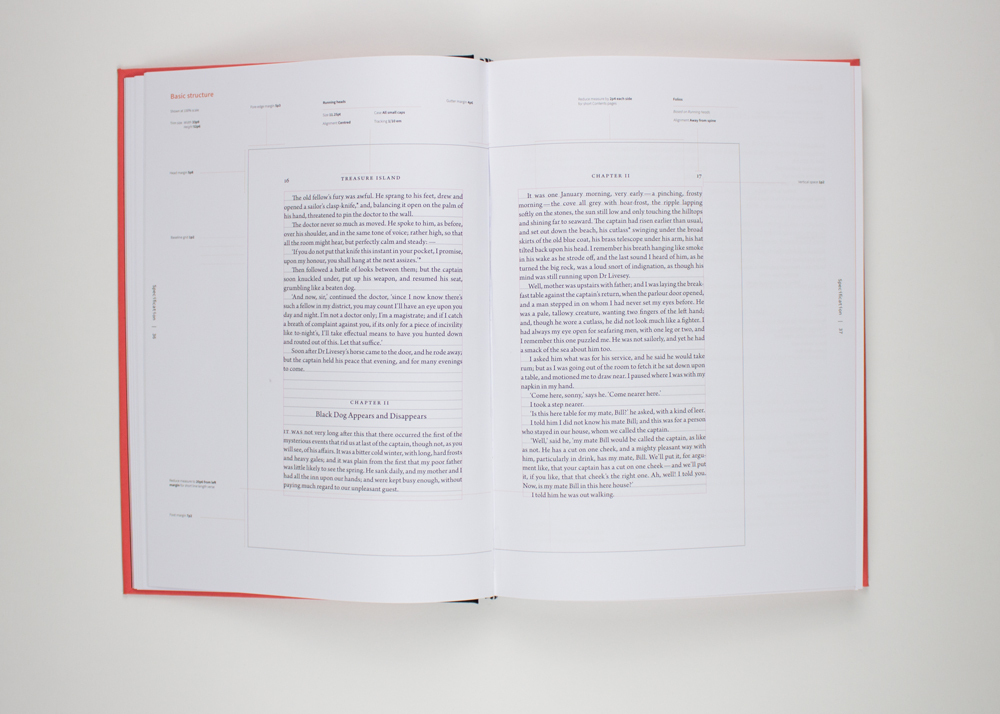 Basic structure
Running heads
Alignment Centred
Case All small caps
Folios
Alignment Away from spine
26
TREASURE ISLAND
The old fellow's fury was awful. He sprang to his feet, drew and
opened a sailor's clasp-knife,* and, balancing it open on the palm of
his hand, threatened to pin the doctor to the wall.
The doctor never so much as moved. He spoke to him, as before,
over his shoulder, and in the same tone of voice; rather high, so that
all the room might hear, but perfectly calm and steady: —
'If you do not put that knife this instant in your pocket, I promise,
upon my honour, you shall hang at the next assizes.'*
Then followed a battle of looks between them; but the captain
soon knuckled under, put up his weapon, and resumed his seat,
grumbling like a beaten dog.
'And now, sir,' continued the doctor, 'since I now know there's
such a fellow in my district, you may count I'll have an eye upon you
day and night. I'm not a doctor only; I'm a magistrate; and if I catch
a breath of complaint against you, if its only for a piece of incivility
like to-night's, I'll take effectual means to have you hunted down
and routed out of this. Let that suffice.'
Soon after Dr Livesey's horse came to the door, and he rode away;
but the captain held his peace that evening, and for many evenings
to come.
CHAPTER II
Black Dog Appears and Disappears
IT WAS not very long after this that there occurred the first of the
mysterious events that rid us at last of the captain, though not, as you
will see, of his affairs. It was a bitter cold winter, with long, hard frosts
and heavy gales; and it was plain from the first that my poor father
was little likely to see the spring. He sank daily, and my mother and I
had all the inn upon our hands; and were kept busy enough, without
paying much regard to our unpleasant guest.
CHAPTER II
17
It was one January morning, very early — a pinching, frosty
morning — the cove all grey with hoar-frost, the ripple lapping
softly on the stones, the sun still low and only touching the hilltops
and shining far to seaward. The captain had risen earlier than usual,
and set out down the beach, his cutlass* swinging under the broad
skirts of the old blue coat, his brass telescope under his arm, his hat
tilted back upon his head. I remember his breath hanging like smoke
in his wake as he strode off, and the last sound I heard of him, as he
turned the big rock, was a loud snort of indignation, as though his
mind was still running upon Dr Livesey.
Well, mother was upstairs with father; and I was laying the break-
fast table against the captain's return, when the parlour door opened,
and a man stepped in on whom I had never set my eyes before. He
was a pale, tallowy creature, wanting two fingers of the left hand;
and, though he wore a cutlass, he did not look much like a fighter. I
had always my eye open for seafaring men, with one leg or two, and
I remember this one puzzled me. He was not sailorly, and yet he had
a smack of the sea about him too.
I asked him what was for his service, and he said he would take
rum; but as I was going out of the room to fetch it he sat down upon
a table, and motioned me to draw near. I paused where I was with my
napkin in my hand.
'Come here, sonny,' says he. 'Come nearer here.'
I took a step nearer.
'Is this here table for my mate, Bill?' he asked, with a kind of leer.
I told him I did not know his mate Bill; and this was for a person
who stayed in our house, whom we called the captain.
'Well,' said he, 'my mate Bill would be called the captain, as like
as not. He has a cut on one cheek, and a mighty pleasant way with
him, particularly in drink, has my mate, Bill. We'll put it, for argu-
ment like, that your captain has a cut on one cheek — and we'll put
it, if you like, that that cheek's the right one. Ah, well! I told you.
Now, is my mate Bill in this here house?'
I told him he was out walking.